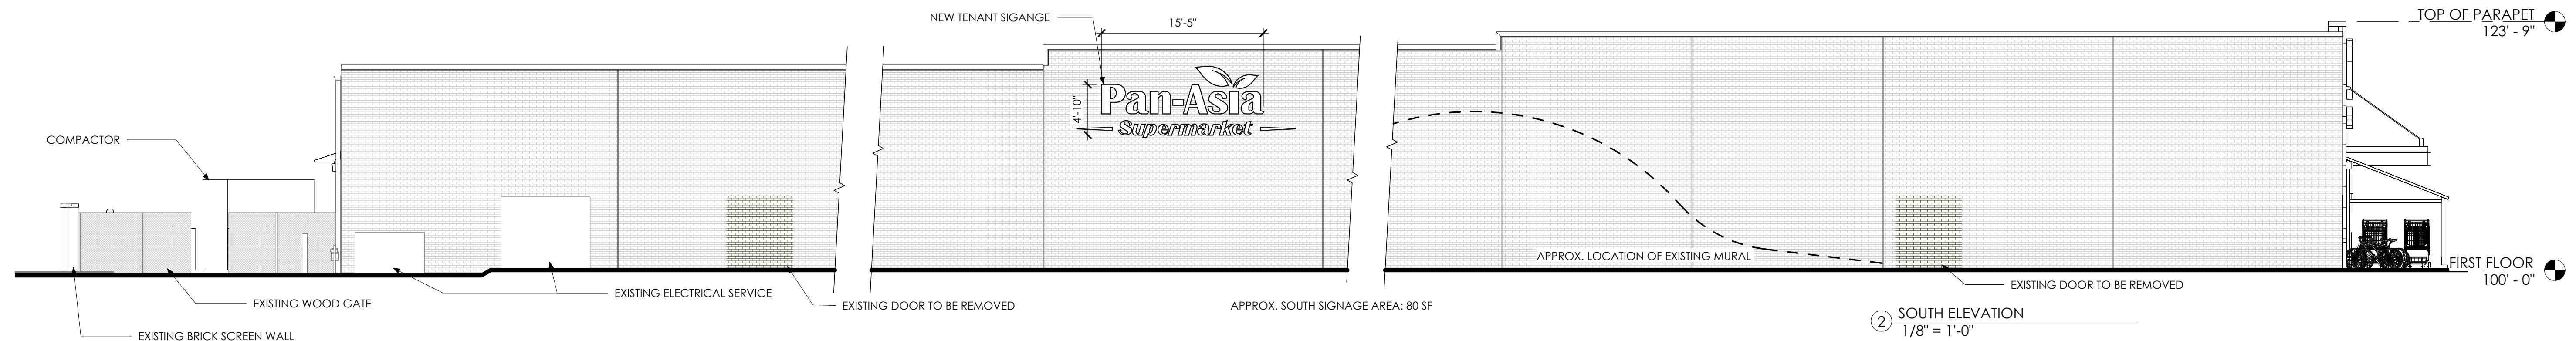 NEW TENANT SIGANGE
15'-5"
TOP OF PARAPET
123' - 9"
4'-10"
Pan-Asia
Supermarket
COMPACTOR
APPROX. LOCATION OF EXISTING MURAL
FIRST FLOOR
100' - 0"
EXISTING WOOD GATE
EXISTING ELECTRICAL SERVICE
EXISTING DOOR TO BE REMOVED
APPROX. SOUTH SIGNAGE AREA: 80 SF
EXISTING DOOR TO BE REMOVED
EXISTING BRICK SCREEN WALL
2
SOUTH ELEVATION
1/8" = 1'-0"